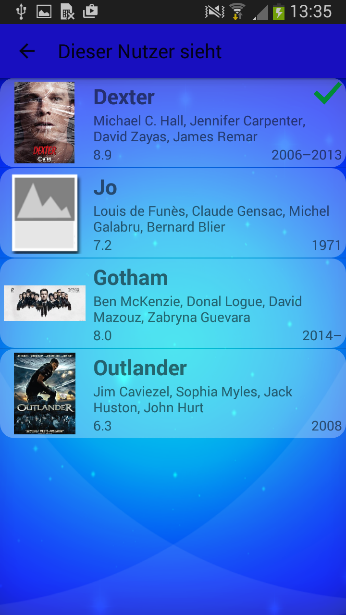 13:35
Dieser Nutzer sieht
Dexter
Michael C. Hall, Jennifer Carpenter,
David Zayas, James Remar
8.9 2006–2013
DEXTER
Jo
Louis de Funès, Claude Gensac, Michel
Galabru, Bernard Blier
7.2 1971
Gotham
Ben McKenzie, Donal Logue, David
Mazouz, Zabryna Guevara
8.0 2014–
Outlander
Jim Caviezel, Sophia Myles, Jack
Huston, John Hurt
6.3 2008
OUTLANDER